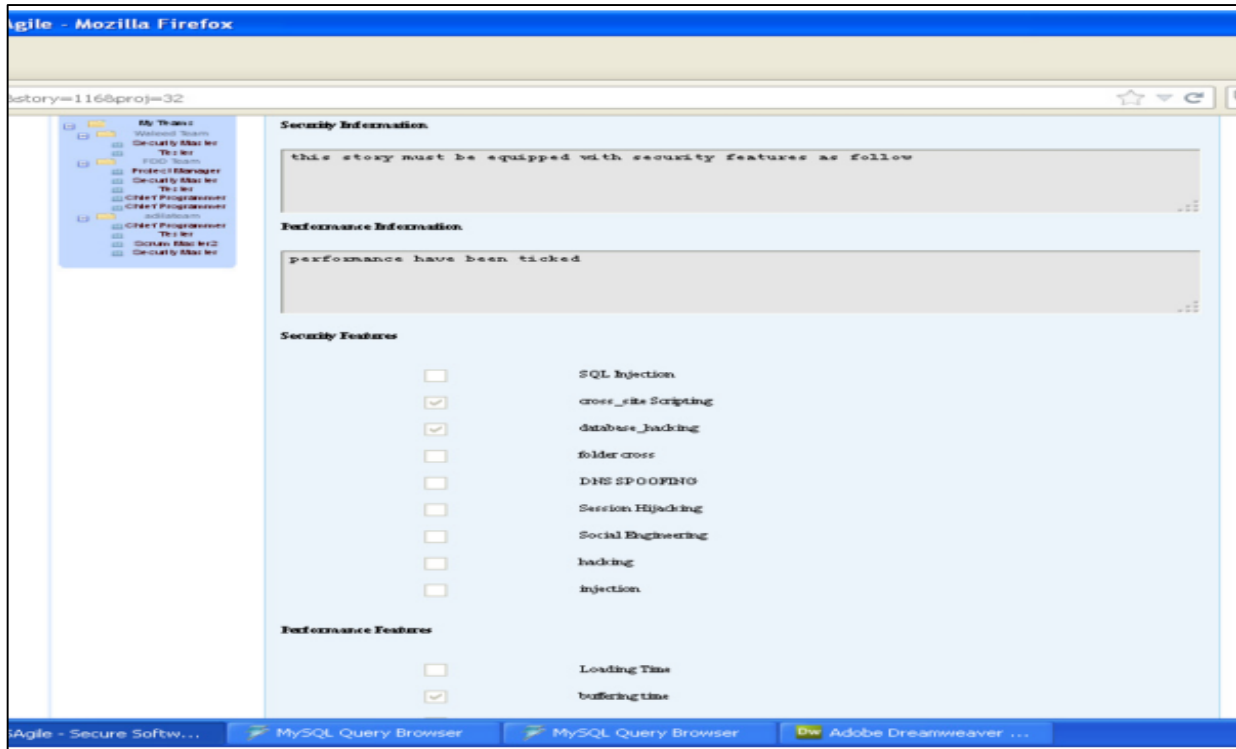 gile - Mozilla Firefox
&story=116&proj=32
My Teams
Waleed Team
Security Master
Tester
FDD Team
Project Manager
Security Master
Tester
Chief Programmer
Chief Programmer
adilateam
Chief Programmer
Tester
Scrum Master2
Security Master
Security Information
this story must be equipped with security features as follow
Performance Information
performance have been ticked
Security Features
SQL Injection
cross_site Scripting
database_hacking
folder cross
DNS SPOOFING
Session Hijacking
Social Engineering
hacking
injection
Performance Features
Loading Time
buffering time
SAgile - Secure Softw...
MySQL Query Browser
MySQL Query Browser
Dw Adobe Dreamweaver ...